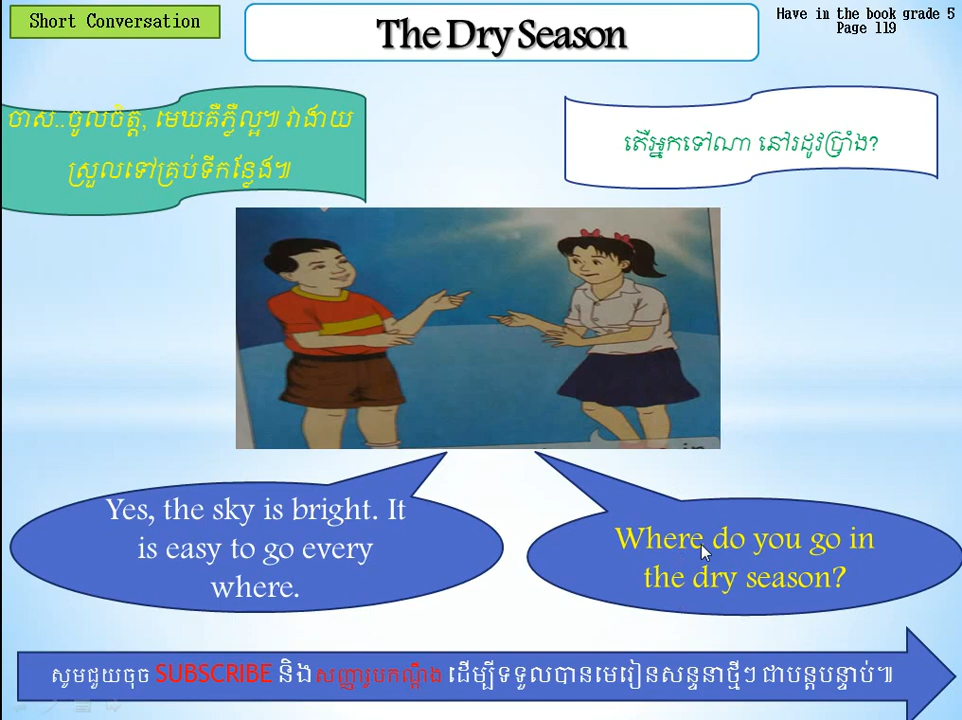 Short Conversation
The Dry Season
Have in the book grade 5
Page 119
ចាស..ចូលចិត្ត, មេឃគឺភ្លឺល្អ៕ វាងាយ
ស្រួលទៅគ្រប់ទីកន្លែង៕
តើអ្នកទៅណា នៅរដូវប្រាំង?
Yes, the sky is bright. It
is easy to go every
where.
Where do you go in
the dry season?
សូមជួយចុច SUBSCRIBE និងសញ្ញារូបកណ្ដឹង ដើម្បីទទួលបានមេរៀនសន្ទនាថ្មីៗ ជាបន្តបន្ទាប់៕